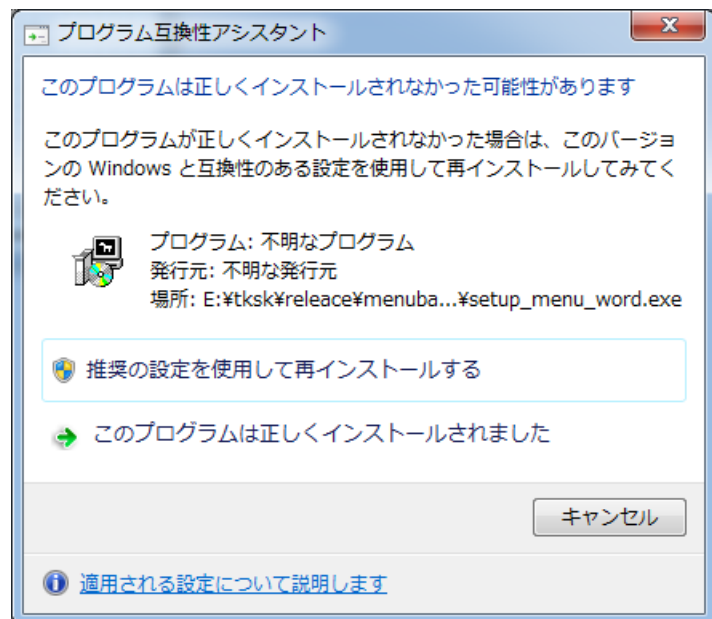 プログラム互換性アシスタント
このプログラムは正しくインストールされなかった可能性があります
このプログラムが正しくインストールされなかった場合は、このバージョ
ンの Windows と互換性のある設定を使用して再インストールしてみてく
ださい。
プログラム: 不明なプログラム
発行元: 不明な発行元
場所: E:¥tksk¥releace¥menuba...¥setup_menu_word.exe
推奨の設定を使用して再インストールする
このプログラムは正しくインストールされました
キャンセル
適用される設定について説明します